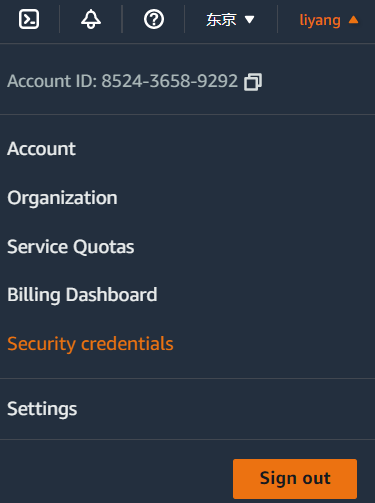 东京 ▼ liyang ▲
Account ID: 8524-3658-9292
Account
Organization
Service Quotas
Billing Dashboard
Security credentials
Settings
Sign out